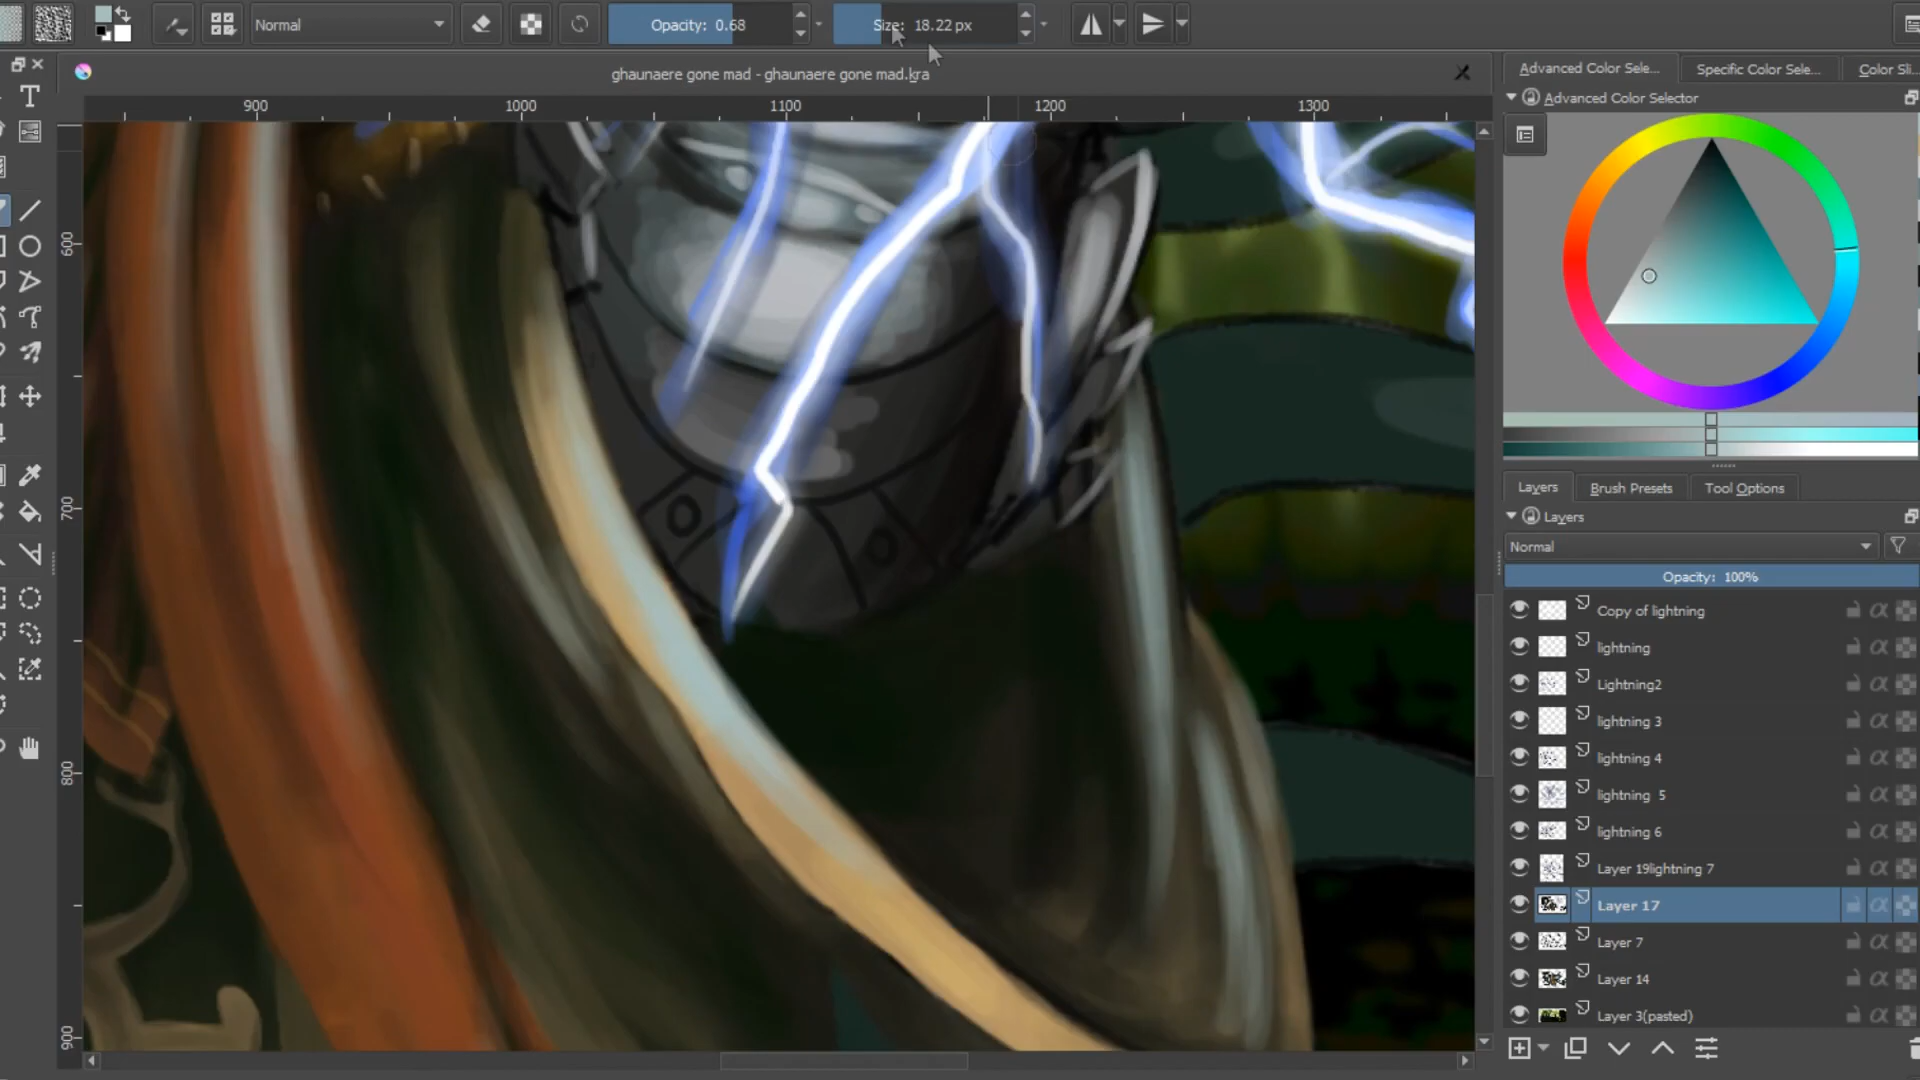 Normal
Opacity: 0.68
Size: 18.22 px
ghaunaere gone mad - ghaunaere gone mad.kra
Advanced Color Sele...
Specific Color Sele...
Color Sli...
Advanced Color Selector
900
1000
1100
1200
1300
600
700
800
900
Layers
Brush Presets
Tool Options
Layers
Normal
Opacity: 100%
Copy of lightning
lightning
Lightning2
lightning 3
lightning 4
lightning 5
lightning 6
Layer 19lightning 7
Layer 17
Layer 7
Layer 14
Layer 3(pasted)